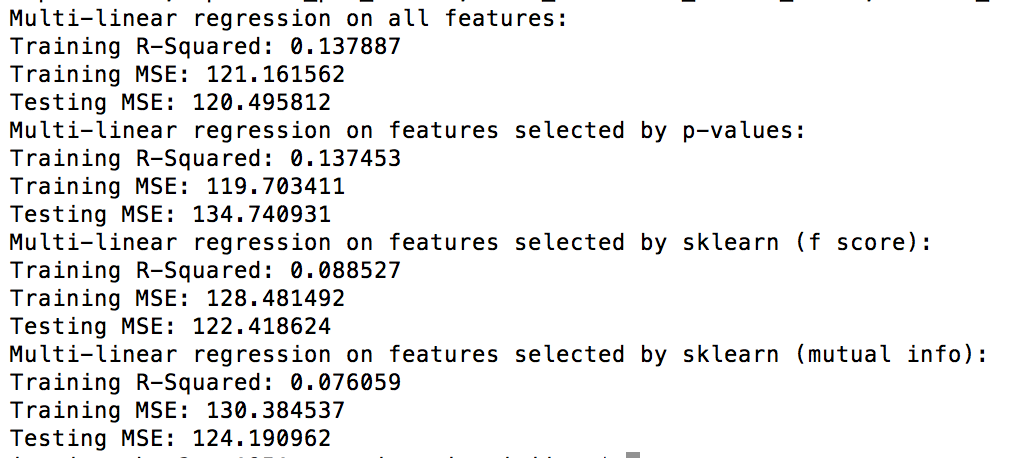 Multi-linear regression on all features:
Training R-Squared: 0.137887
Training MSE: 121.161562
Testing MSE: 120.495812
Multi-linear regression on features selected by p-values:
Training R-Squared: 0.137453
Training MSE: 119.703411
Testing MSE: 134.740931
Multi-linear regression on features selected by sklearn (f score):
Training R-Squared: 0.088527
Training MSE: 128.481492
Testing MSE: 122.418624
Multi-linear regression on features selected by sklearn (mutual info):
Training R-Squared: 0.076059
Training MSE: 130.384537
Testing MSE: 124.190962